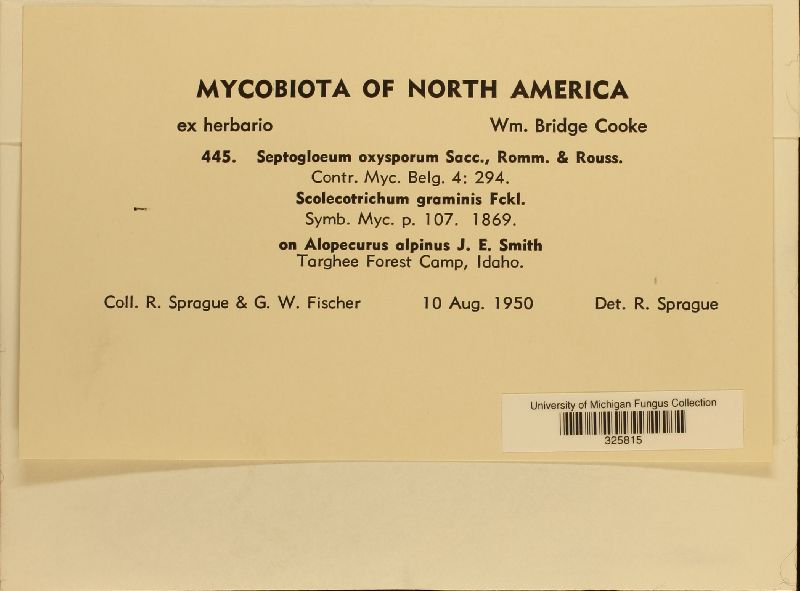 MYCOBIOTA OF NORTH AMERICA
ex herbario Wm. Bridge Cooke
445. Septogloeum oxysporum Sacc., Romm. & Rouss.
Contr. Myc. Belg. 4: 294.
Scolecotrichum graminis Fckl.
Symb. Myc. p. 107. 1869.
on Alopecurus alpinus J. E. Smith
Targhee Forest Camp, Idaho.
Coll. R. Sprague & G. W. Fischer 10 Aug. 1950 Det. R. Sprague
University of Michigan Fungus Collection
325815